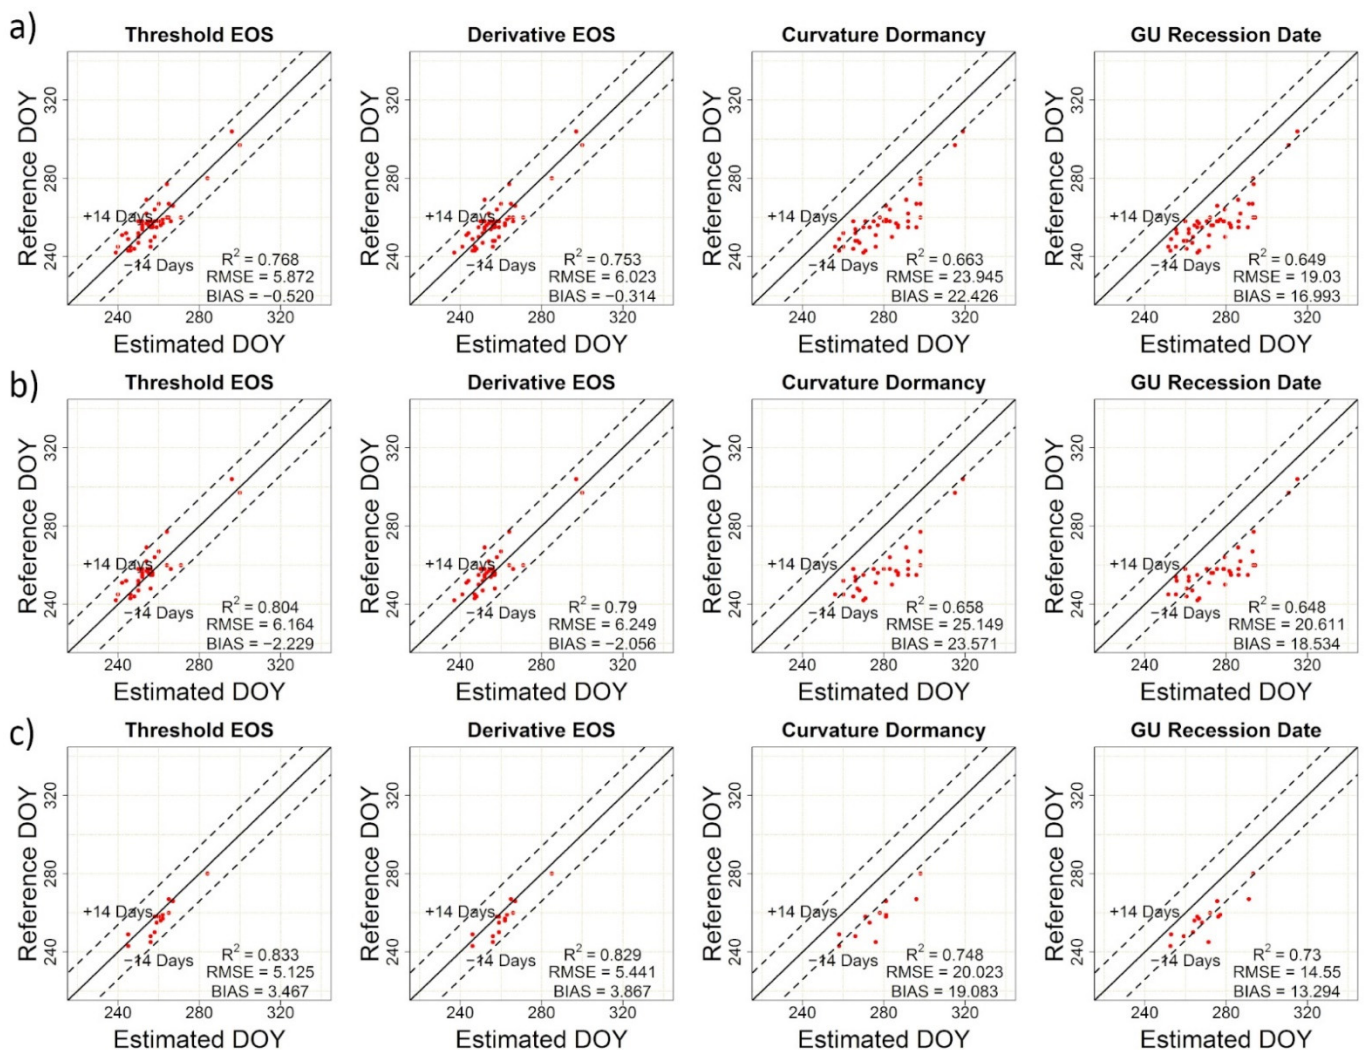 a)
Threshold EOS
Reference DOY
320
280
240
+14 Days
−14 Days
R² = 0.768
RMSE = 5.872
BIAS = −0.520
240 280 320
Estimated DOY
Derivative EOS
Reference DOY
320
280
240
+14 Days
−14 Days
R² = 0.753
RMSE = 6.023
BIAS = −0.314
240 280 320
Estimated DOY
Curvature Dormancy
Reference DOY
320
280
240
+14 Days
−14 Days
R² = 0.663
RMSE = 23.945
BIAS = 22.426
240 280 320
Estimated DOY
GU Recession Date
Reference DOY
320
280
240
+14 Days
−14 Days
R² = 0.649
RMSE = 19.03
BIAS = 16.993
240 280 320
Estimated DOY
b)
Threshold EOS
Reference DOY
320
280
240
+14 Days
−14 Days
R² = 0.804
RMSE = 6.164
BIAS = −2.229
240 280 320
Estimated DOY
Derivative EOS
Reference DOY
320
280
240
+14 Days
−14 Days
R² = 0.79
RMSE = 6.249
BIAS = −2.056
240 280 320
Estimated DOY
Curvature Dormancy
Reference DOY
320
280
240
+14 Days
−14 Days
R² = 0.658
RMSE = 25.149
BIAS = 23.571
240 280 320
Estimated DOY
GU Recession Date
Reference DOY
320
280
240
+14 Days
−14 Days
R² = 0.648
RMSE = 20.611
BIAS = 18.534
240 280 320
Estimated DOY
c)
Threshold EOS
Reference DOY
320
280
240
+14 Days
−14 Days
R² = 0.833
RMSE = 5.125
BIAS = 3.467
240 280 320
Estimated DOY
Derivative EOS
Reference DOY
320
280
240
+14 Days
−14 Days
R² = 0.829
RMSE = 5.441
BIAS = 3.867
240 280 320
Estimated DOY
Curvature Dormancy
Reference DOY
320
280
240
+14 Days
−14 Days
R² = 0.748
RMSE = 20.023
BIAS = 19.083
240 280 320
Estimated DOY
GU Recession Date
Reference DOY
320
280
240
+14 Days
−14 Days
R² = 0.73
RMSE = 14.55
BIAS = 13.294
240 280 320
Estimated DOY